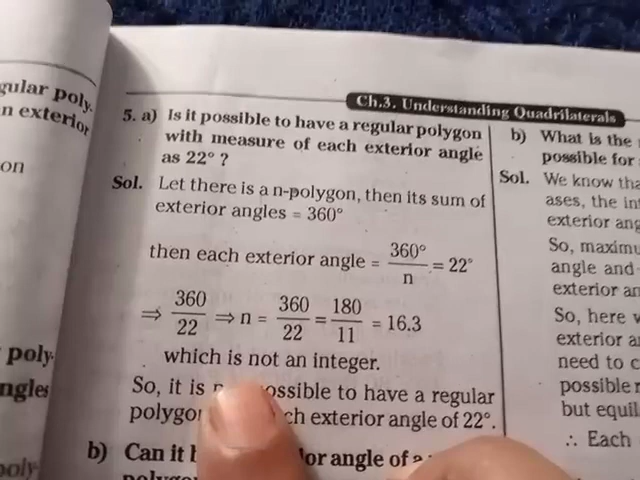 gular poly.
n exterior
on
poly-
ngles
poly-
Ch.3. Understanding Quadrilaterals
5. a) Is it possible to have a regular polygon
with measure of each exterior angle
as 22° ?
Sol. Let there is a n-polygon, then its sum of
exterior angles = 360°
then each exterior angle = 360°/n = 22°
⇒ 360/22 ⇒ n = 360/22 = 180/11 = 16.3
which is not an integer.
So, it is ossible to have a regular
polygo ch exterior angle of 22°.
b) Can it b ior angle of a
b) What is the
possible for
Sol. We know tha
ases, the int
exterior ang
So, maximu
angle and
exterior an
So, here
exterior a
need to c
possible r
but equil
∴ Each